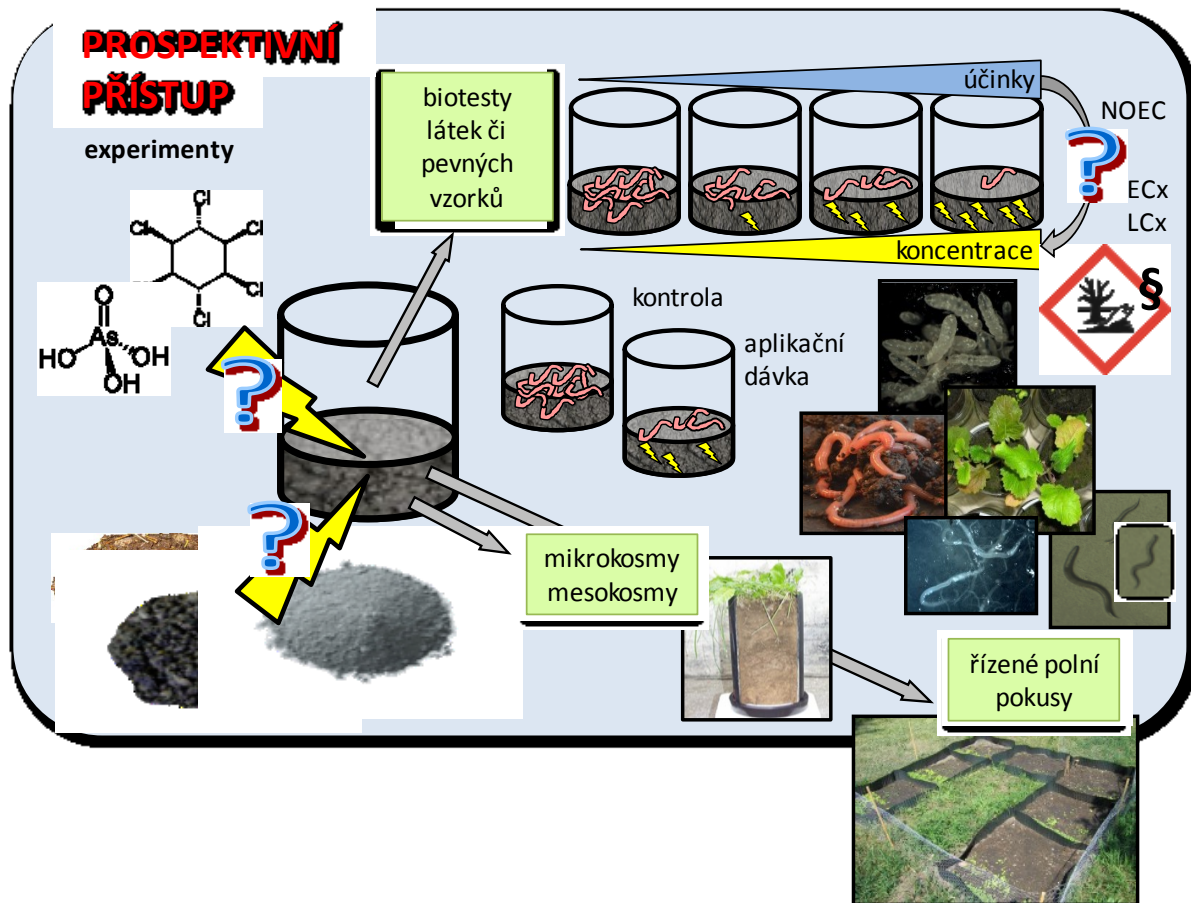 PROSPEKTIVNÍ
PŘÍSTUP
experimenty
biotesty
látek či
pevných
vzorků
účinky
NOEC
?
ECx
LCx
koncentrace
§
kontrola
aplikační
dávka
Cl
Cl
Cl
Cl
Cl
Cl
O
As
HO
OH
OH
?
?
mikrokosmy
mesokosmy
řízené polní
pokusy